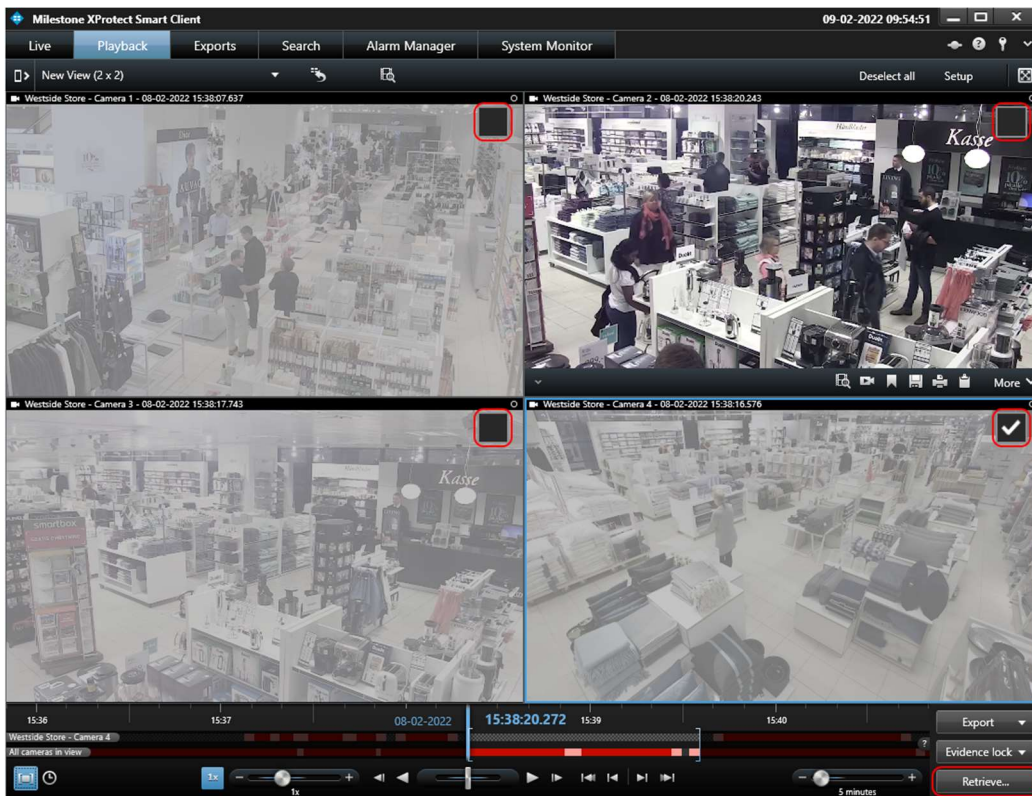 Milestone XProtect Smart Client
09-02-2022 09:54:51
Live Playback Exports Search Alarm Manager System Monitor
New View (2 x 2)
Deselect all Setup
Westside Store - Camera 1 - 08-02-2022 15:38:07.637
Westside Store - Camera 2 - 08-02-2022 15:38:20.243
Håndklæder
Kasse
Dualit
Dualit
More
Westside Store - Camera 3 - 08-02-2022 15:38:17.743
Westside Store - Camera 4 - 08-02-2022 15:38:16.576
Kasse
smartbox
15:36 15:37 08-02-2022 15:38:20.272 15:39 15:40
Export
Westside Store - Camera 4
All cameras in view
?
Evidence lock
1x
1x
5 minutes
Retrieve...